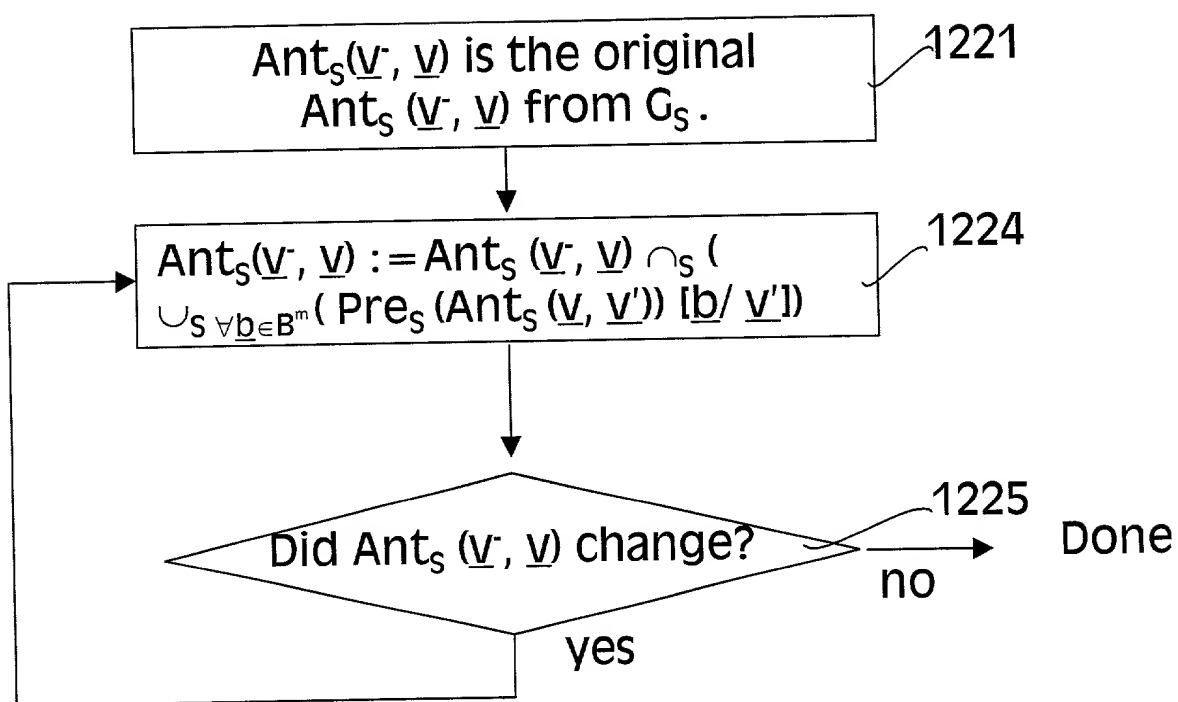 Ant_S(v̲⁻, v̲) is the original
Ant_S (v̲⁻, v̲) from G_S .
1221
Ant_S(v̲⁻, v̲) := Ant_S (v̲⁻, v̲) ∩_S (
∪_S ∀b̲∈Bᵐ ( Pre_S (Ant_S (v̲, v̲')) [b̲/ v̲'])
1224
Did Ant_S (v̲⁻, v̲) change?
1225
no
Done
yes